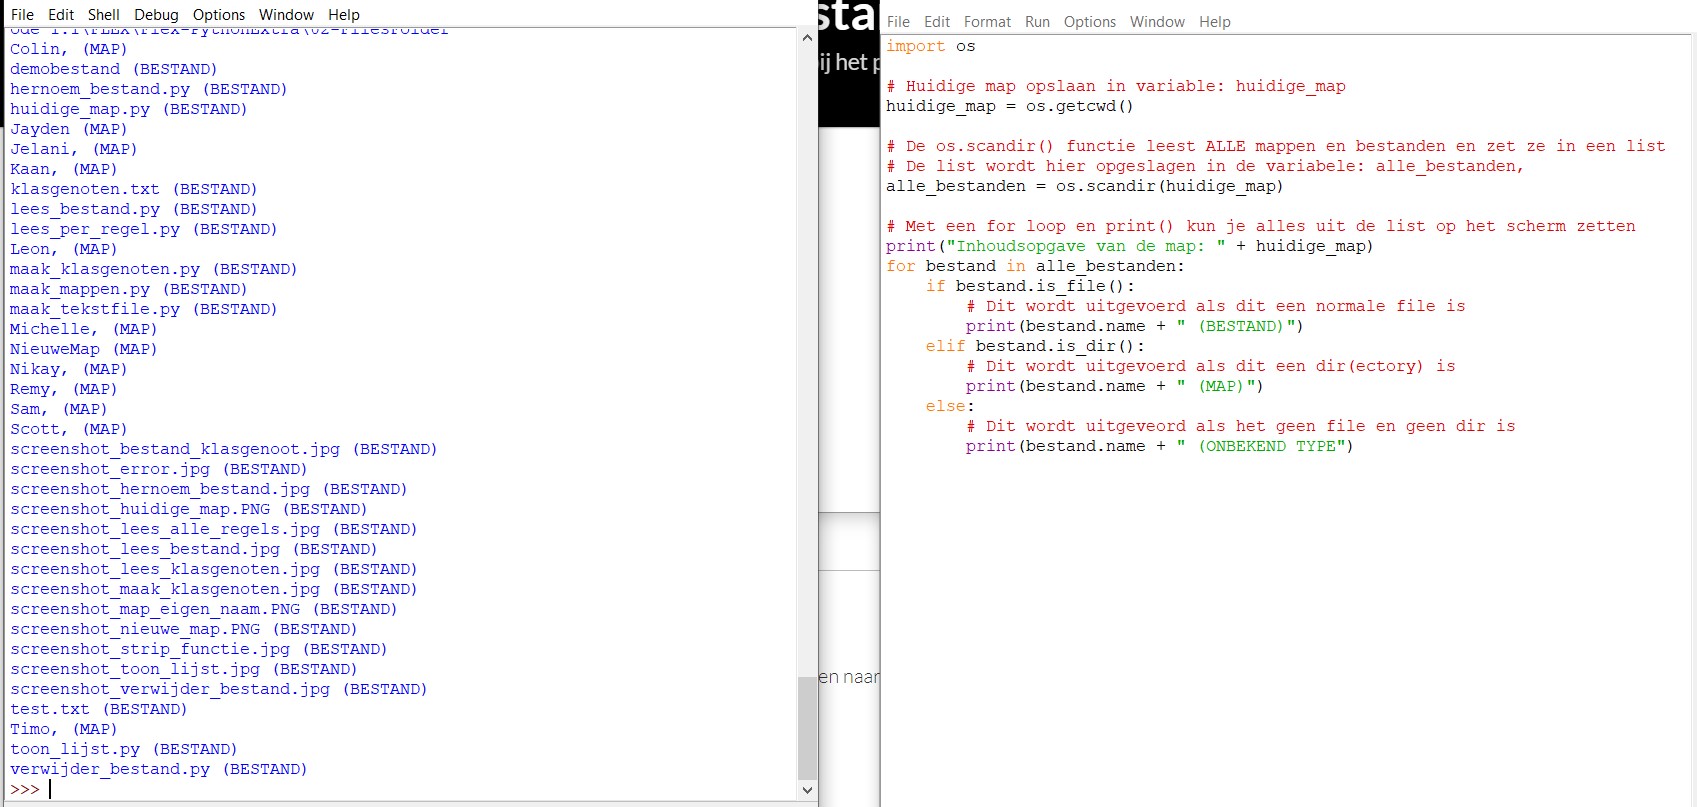 File Edit Shell Debug Options Window Help
ode 1.1\FLEX\Flex-PythonExtra\02-FilesFolder
Colin, (MAP)
demobestand (BESTAND)
hernoem_bestand.py (BESTAND)
huidige_map.py (BESTAND)
Jayden (MAP)
Jelani, (MAP)
Kaan, (MAP)
klasgenoten.txt (BESTAND)
lees_bestand.py (BESTAND)
lees_per_regel.py (BESTAND)
Leon, (MAP)
maak_klasgenoten.py (BESTAND)
maak_mappen.py (BESTAND)
maak_tekstfile.py (BESTAND)
Michelle, (MAP)
NieuweMap (MAP)
Nikay, (MAP)
Remy, (MAP)
Sam, (MAP)
Scott, (MAP)
screenshot_bestand_klasgenoot.jpg (BESTAND)
screenshot_error.jpg (BESTAND)
screenshot_hernoem_bestand.jpg (BESTAND)
screenshot_huidige_map.PNG (BESTAND)
screenshot_lees_alle_regels.jpg (BESTAND)
screenshot_lees_bestand.jpg (BESTAND)
screenshot_lees_klasgenoten.jpg (BESTAND)
screenshot_maak_klasgenoten.jpg (BESTAND)
screenshot_map_eigen_naam.PNG (BESTAND)
screenshot_nieuwe_map.PNG (BESTAND)
screenshot_strip_functie.jpg (BESTAND)
screenshot_toon_lijst.jpg (BESTAND)
screenshot_verwijder_bestand.jpg (BESTAND)
test.txt (BESTAND)
Timo, (MAP)
toon_lijst.py (BESTAND)
verwijder_bestand.py (BESTAND)
>>>
sta
ij het p
en naar
File Edit Format Run Options Window Help
import os
# Huidige map opslaan in variable: huidige_map
huidige_map = os.getcwd()
# De os.scandir() functie leest ALLE mappen en bestanden en zet ze in een list
# De list wordt hier opgeslagen in de variabele: alle_bestanden,
alle_bestanden = os.scandir(huidige_map)
# Met een for loop en print() kun je alles uit de list op het scherm zetten
print("Inhoudsopgave van de map: " + huidige_map)
for bestand in alle_bestanden:
    if bestand.is_file():
        # Dit wordt uitgevoerd als dit een normale file is
        print(bestand.name + " (BESTAND)")
    elif bestand.is_dir():
        # Dit wordt uitgevoerd als dit een dir(ectory) is
        print(bestand.name + " (MAP)")
    else:
        # Dit wordt uitgeveord als het geen file en geen dir is
        print(bestand.name + " (ONBEKEND TYPE")